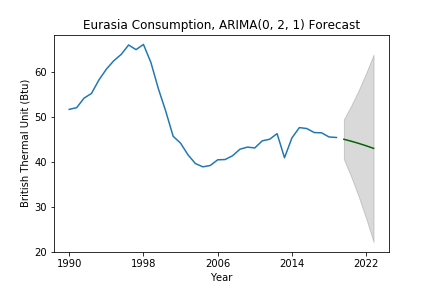 Eurasia Consumption, ARIMA(0, 2, 1) Forecast
British Thermal Unit (Btu)
60
50
40
30
20
1990 1998 2006 2014 2022
Year